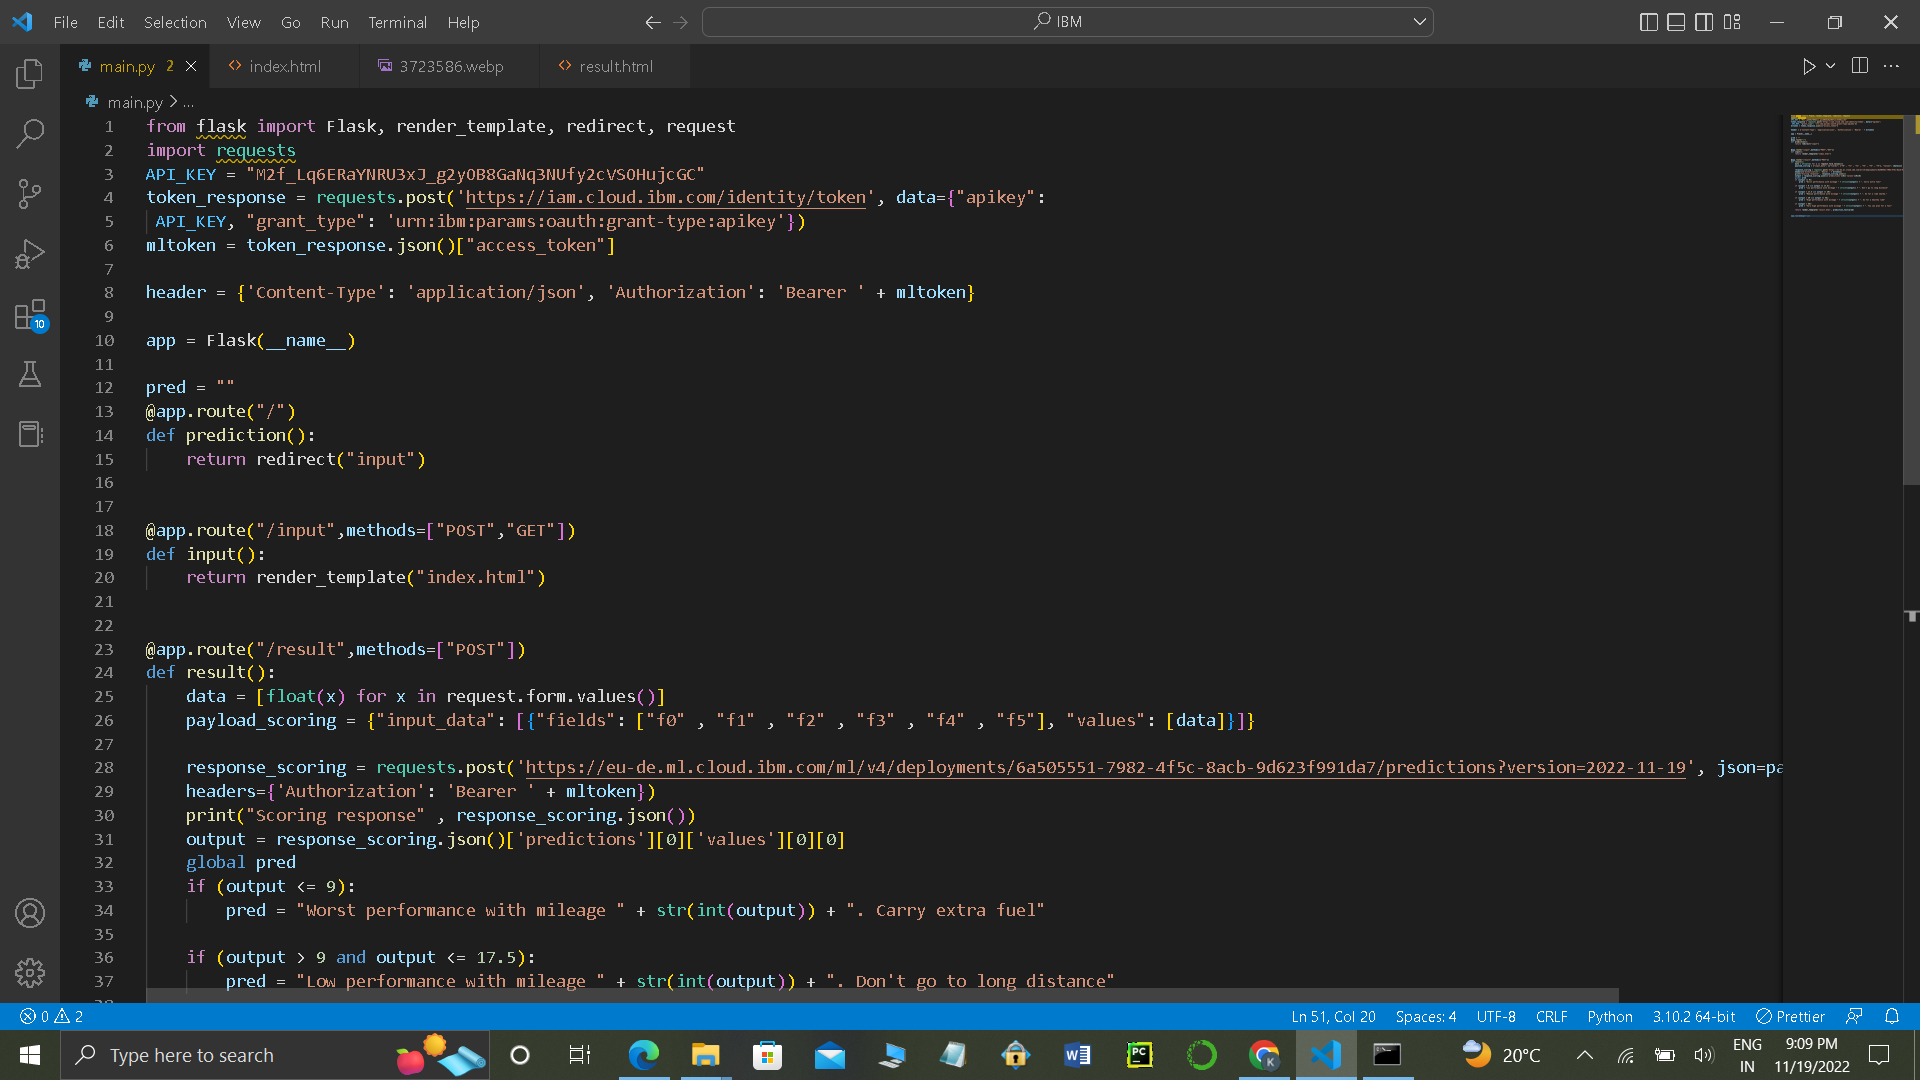 File Edit Selection View Go Run Terminal Help
IBM
main.py 2
index.html
3723586.webp
result.html
main.py > ...
1 from flask import Flask, render_template, redirect, request
2 import requests
3 API_KEY = "M2f_Lq6ERaYNRU3xJ_g2yOB8GaNq3NUfy2cVSOHujcGC"
4 token_response = requests.post('https://iam.cloud.ibm.com/identity/token', data={"apikey":
5  API_KEY, "grant_type": 'urn:ibm:params:oauth:grant-type:apikey'})
6 mltoken = token_response.json()["access_token"]
7
8 header = {'Content-Type': 'application/json', 'Authorization': 'Bearer ' + mltoken}
9
10 app = Flask(__name__)
11
12 pred = ""
13 @app.route("/")
14 def prediction():
15     return redirect("input")
16
17
18 @app.route("/input",methods=["POST","GET"])
19 def input():
20     return render_template("index.html")
21
22
23 @app.route("/result",methods=["POST"])
24 def result():
25     data = [float(x) for x in request.form.values()]
26     payload_scoring = {"input_data": [{"fields": ["f0" , "f1" , "f2" , "f3" , "f4" , "f5"], "values": [data]}]}
27
28     response_scoring = requests.post('https://eu-de.ml.cloud.ibm.com/ml/v4/deployments/6a505551-7982-4f5c-8acb-9d623f991da7/predictions?version=2022-11-19', json=pa
29     headers={'Authorization': 'Bearer ' + mltoken})
30     print("Scoring response" , response_scoring.json())
31     output = response_scoring.json()['predictions'][0]['values'][0][0]
32     global pred
33     if (output <= 9):
34         pred = "Worst performance with mileage " + str(int(output)) + ". Carry extra fuel"
35
36     if (output > 9 and output <= 17.5):
37         pred = "Low performance with mileage " + str(int(output)) + ". Don't go to long distance"
10
0 2
Ln 51, Col 20 Spaces: 4 UTF-8 CRLF Python 3.10.2 64-bit Prettier
Type here to search
20°C
ENG
IN
9:09 PM
11/19/2022